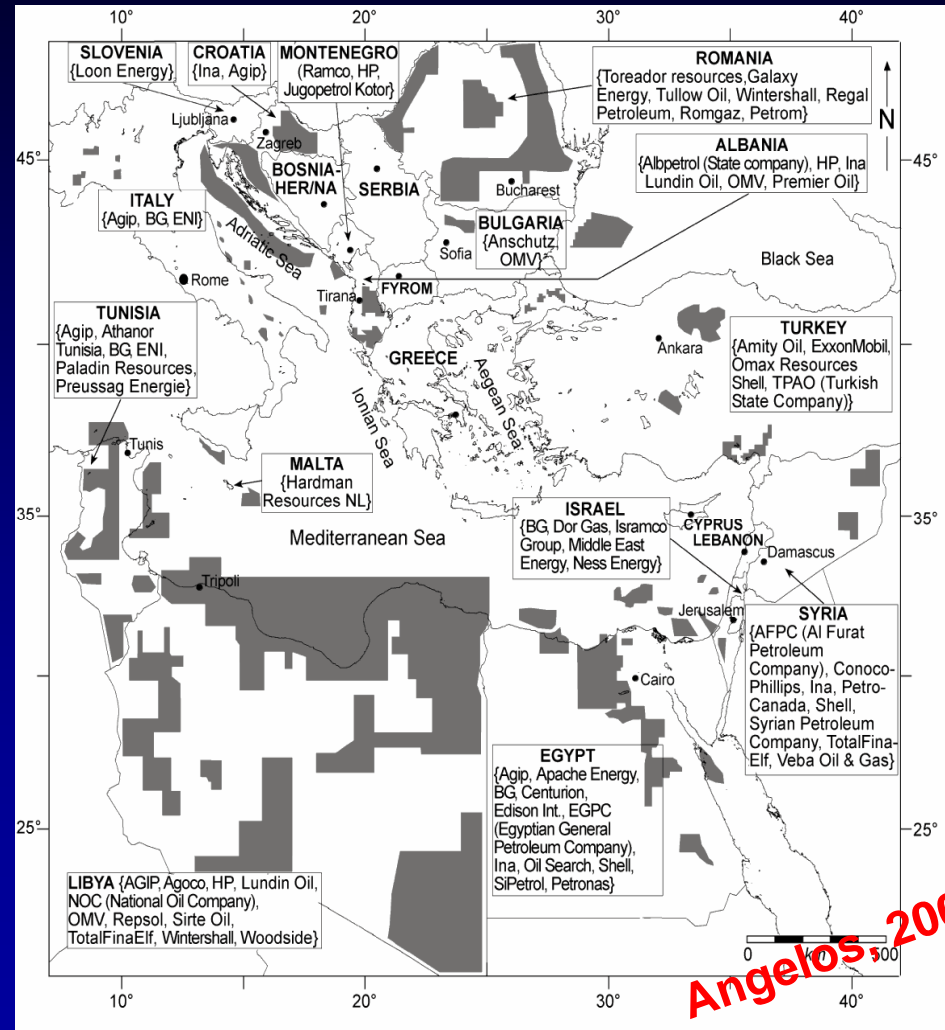 10°
20°
30°
40°
SLOVENIA
{Loon Energy}
CROATIA
{Ina, Agip}
MONTENEGRO
(Ramco, HP,
Jugopetrol Kotor}
ROMANIA
{Toreador resources,Galaxy
Energy, Tullow Oil, Wintershall, Regal
Petroleum, Romgaz, Petrom}
N
Ljubljana
Zagreb
45°
45°
ALBANIA
{Albpetrol (State company), HP, Ina
Lundin Oil, OMV, Premier Oil}
BOSNIA-
HER/NA
SERBIA
Bucharest
ITALY
{Agip, BG, ENI}
Adriatic Sea
BULGARIA
{Anschutz,
OMV}
Sofia
Black Sea
Rome
FYROM
Tirana
TUNISIA
{Agip, Athanor
Tunisia, BG, ENI,
Paladin Resources,
Preussag Energie}
TURKEY
{Amity Oil, ExxonMobil,
Omax Resources
Shell, TPAO (Turkish
State Company)}
Ankara
GREECE
Aegean Sea
Ionian Sea
Tunis
MALTA
{Hardman
Resources NL}
35°
35°
ISRAEL
{BG, Dor Gas, Isramco
Group, Middle East
Energy, Ness Energy}
CYPRUS
LEBANON
Damascus
Mediterranean Sea
Tripoli
Jerusalem
SYRIA
{AFPC (Al Furat
Petroleum
Company), Conoco-
Phillips, Ina, Petro-
Canada, Shell,
Syrian Petroleum
Company, TotalFina-
Elf, Veba Oil & Gas}
Cairo
EGYPT
{Agip, Apache Energy,
BG, Centurion,
Edison Int., EGPC
(Egyptian General
Petroleum Company),
Ina, Oil Search, Shell,
SiPetrol, Petronas}
25°
25°
LIBYA {AGIP, Agoco, HP, Lundin Oil,
NOC (National Oil Company),
OMV, Repsol, Sirte Oil,
TotalFinaElf, Wintershall, Woodside}
0 km 500
Angelos,
10°
20°
30°
40°